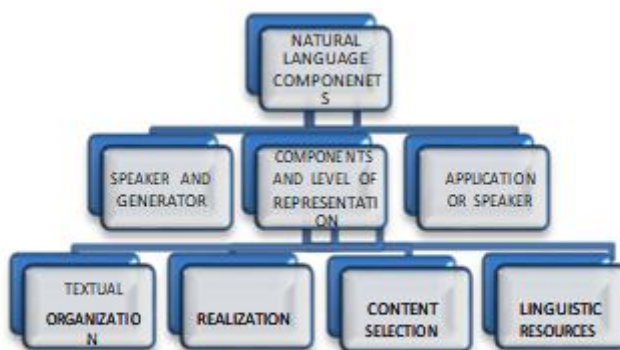 NATURAL
LANGUAGE
COMPONENET
S
SPEAKER AND
GENERATOR
COMPONENTS
AND LEVEL OF
REPRESENTATI
ON
APPLICATION
OR SPEAKER
TEXTUAL
ORGANIZATIO
N
REALIZATION
CONTENT
SELECTION
LINGUISTIC
RESOURCES